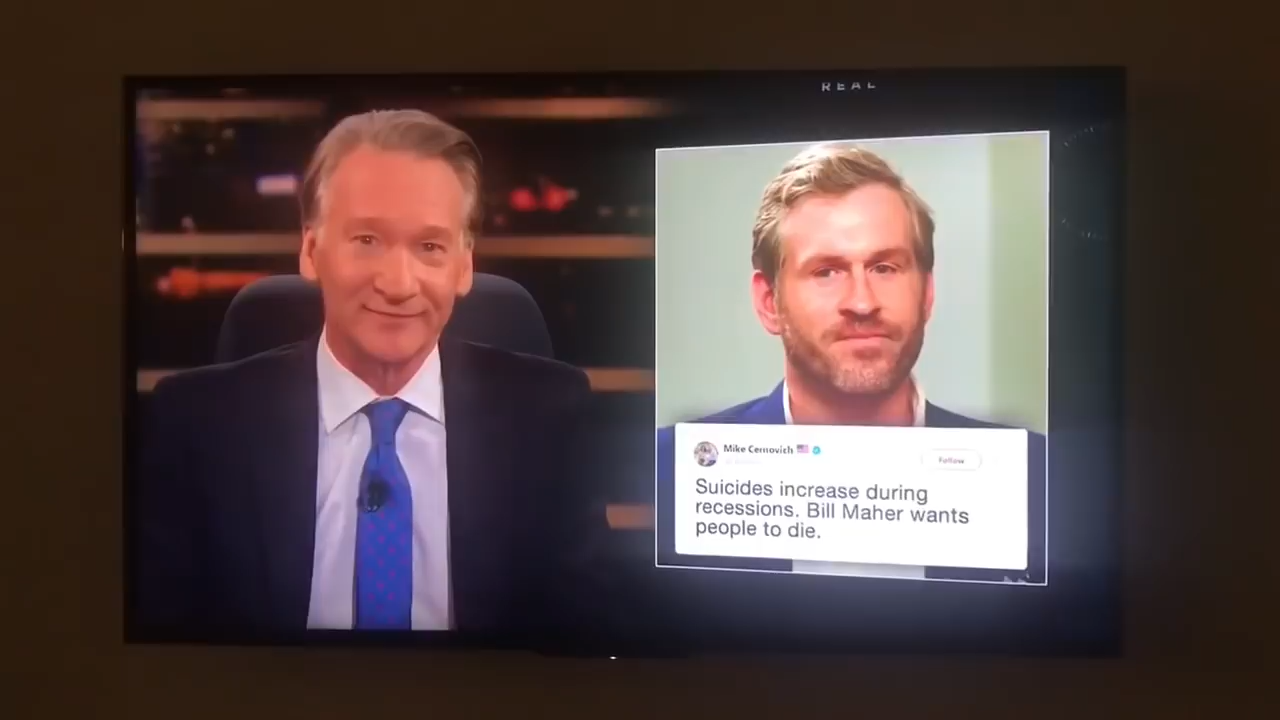 REAL
Mike Cernovich
Follow
Suicides increase during
recessions. Bill Maher wants
people to die.